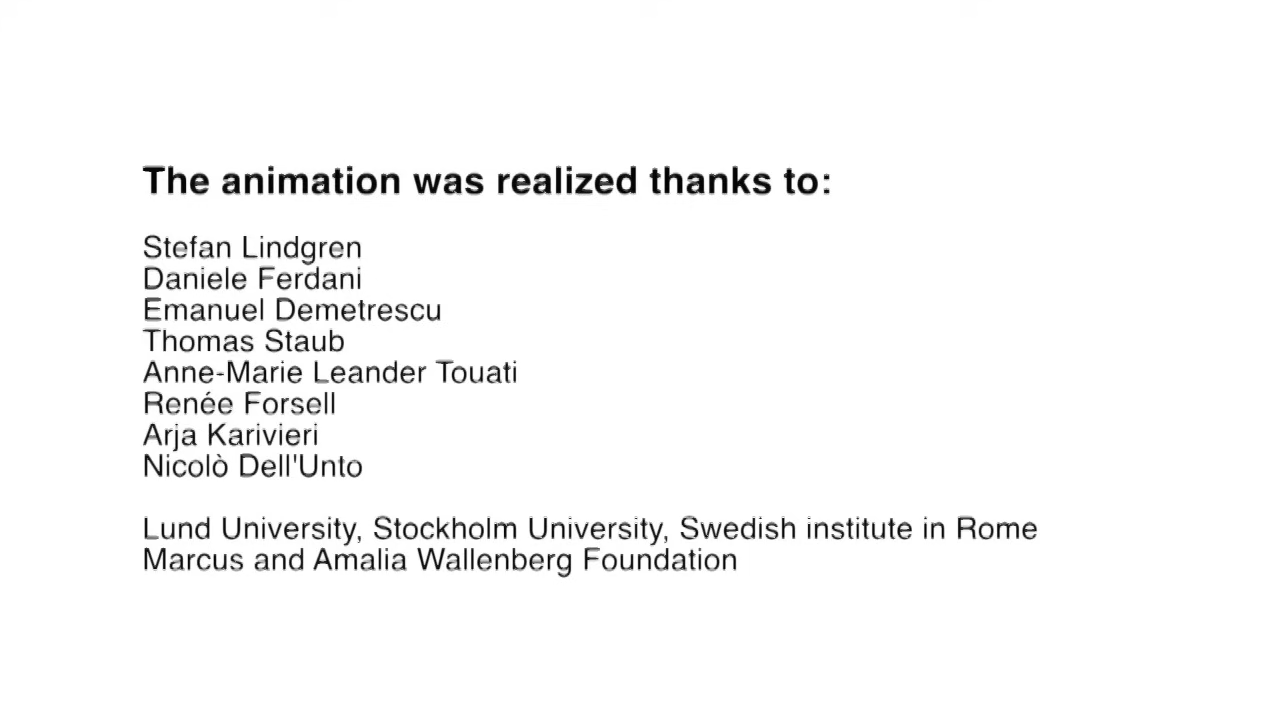 The animation was realized thanks to:
Stefan Lindgren
Daniele Ferdani
Emanuel Demetrescu
Thomas Staub
Anne-Marie Leander Touati
Renée Forsell
Arja Karivieri
Nicolò Dell'Unto
Lund University, Stockholm University, Swedish institute in Rome
Marcus and Amalia Wallenberg Foundation